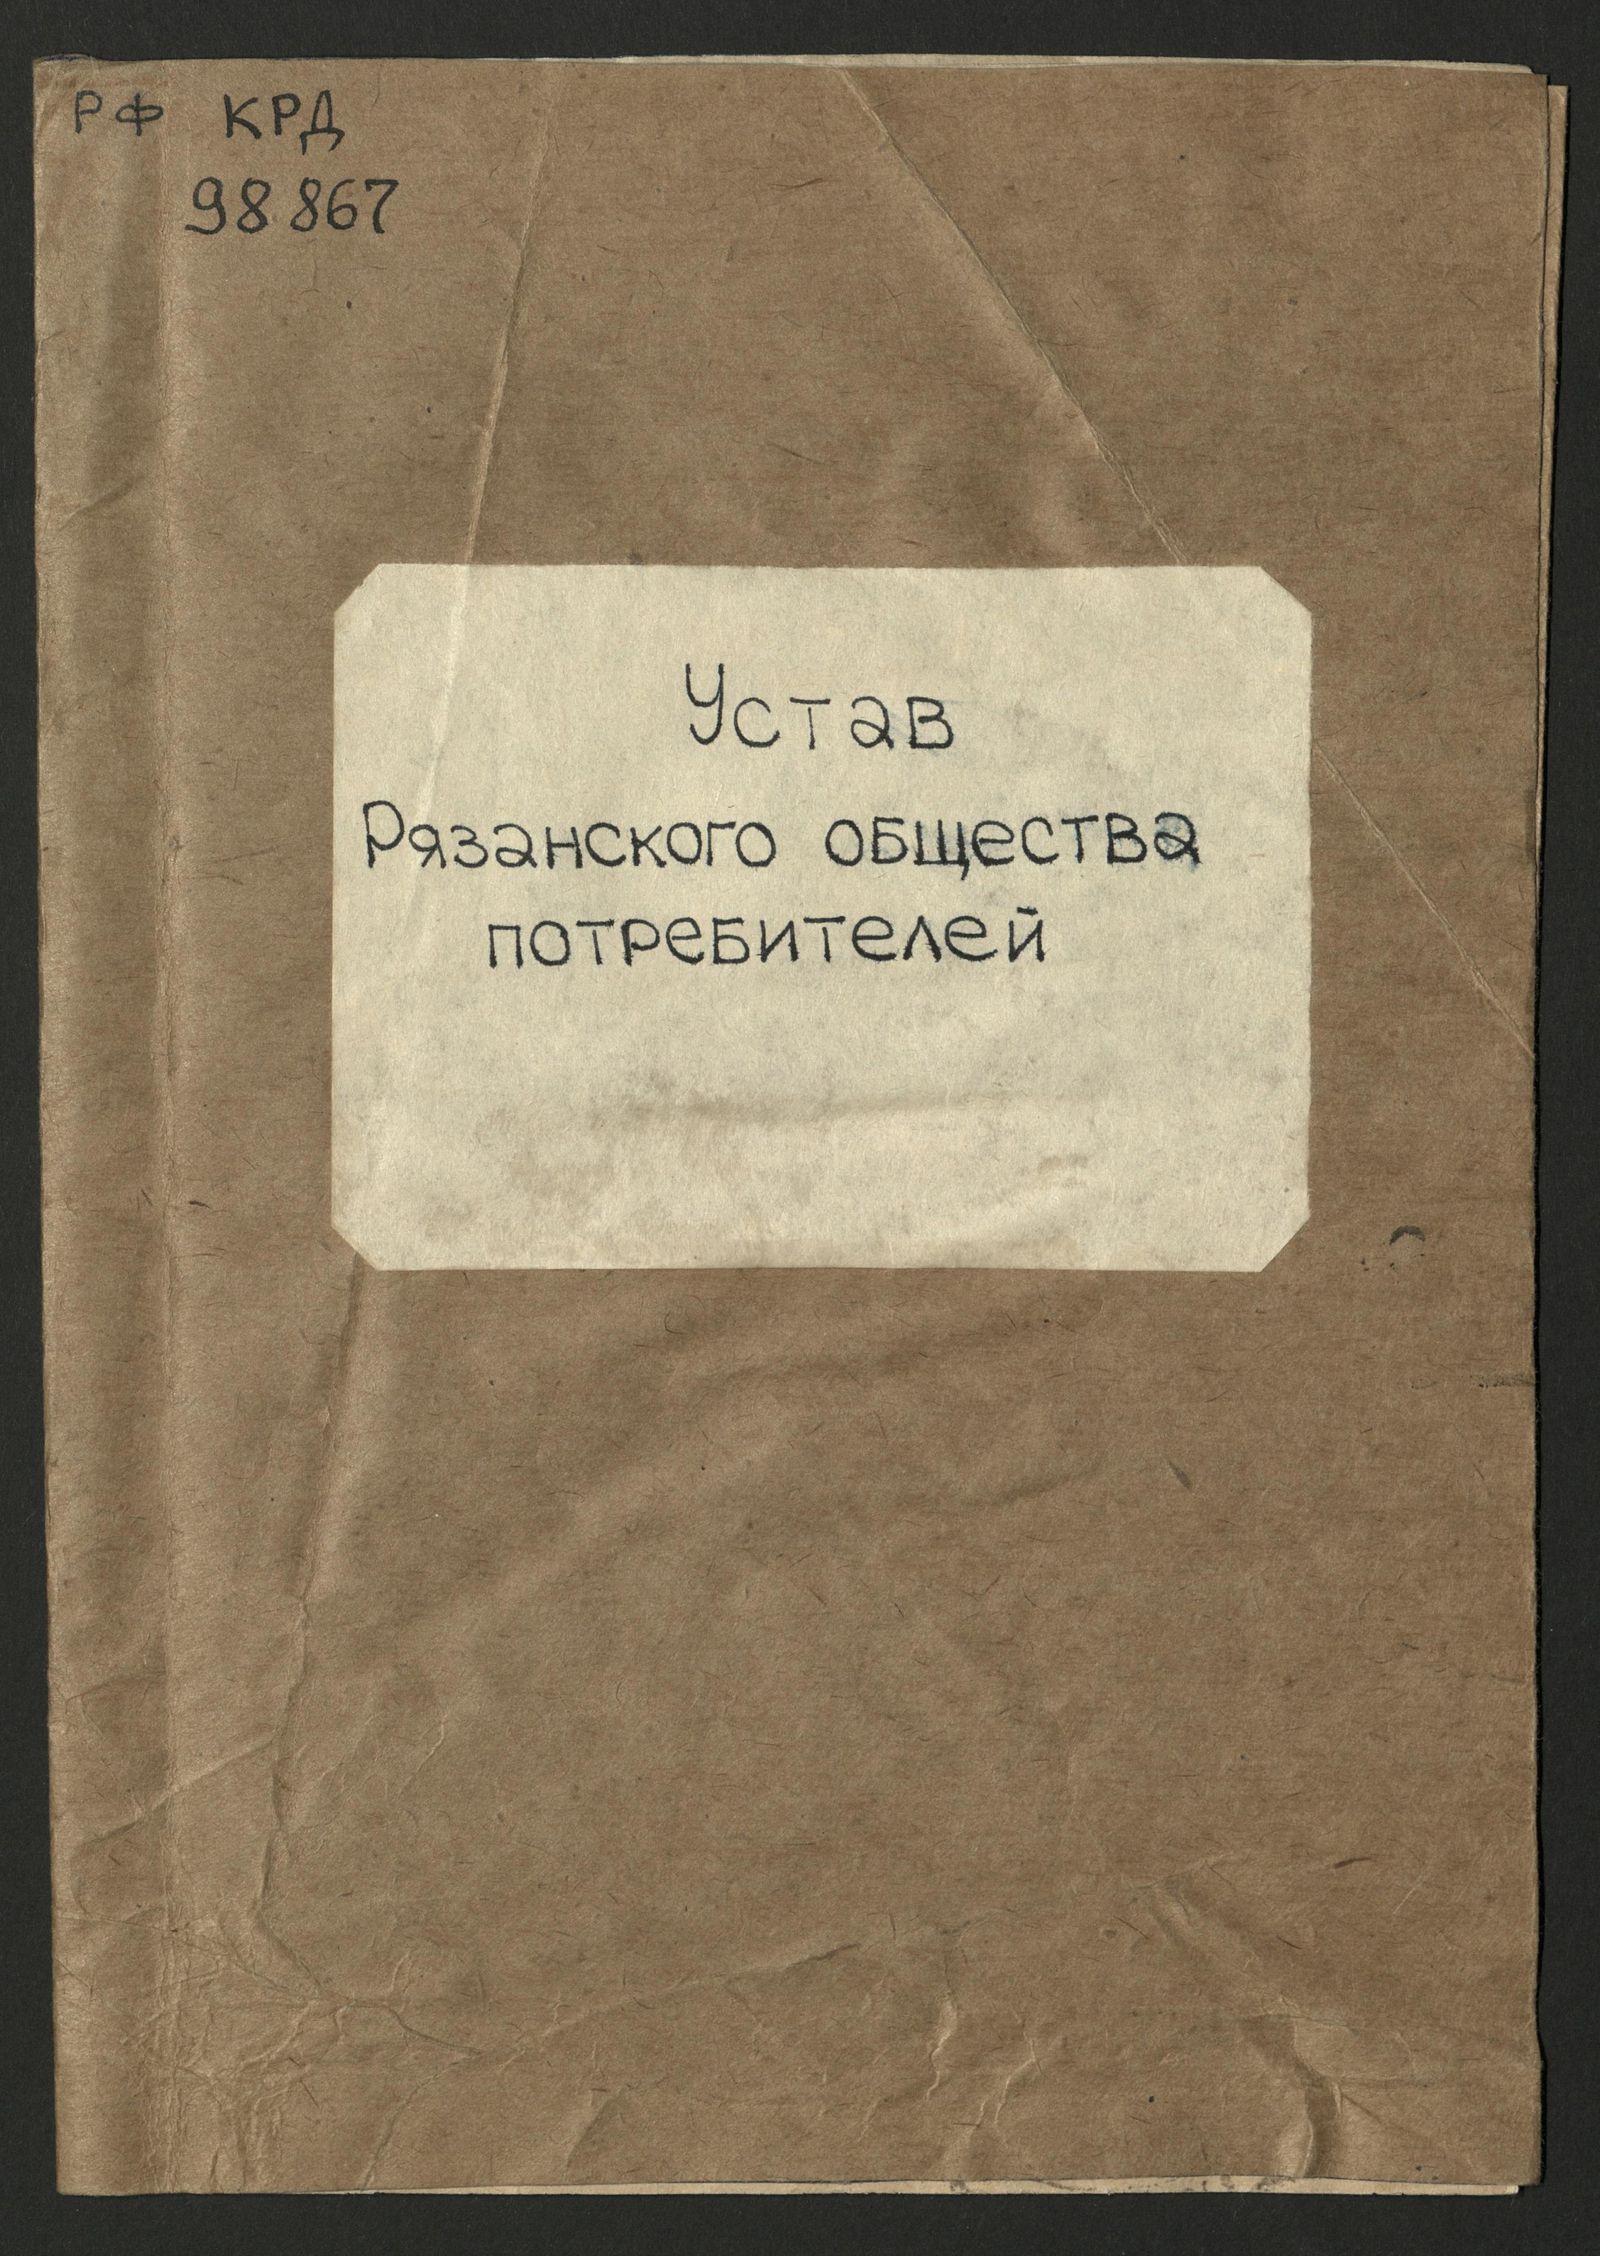 РФ КРД
98 867
Устав
Рязанского общества
потребителей